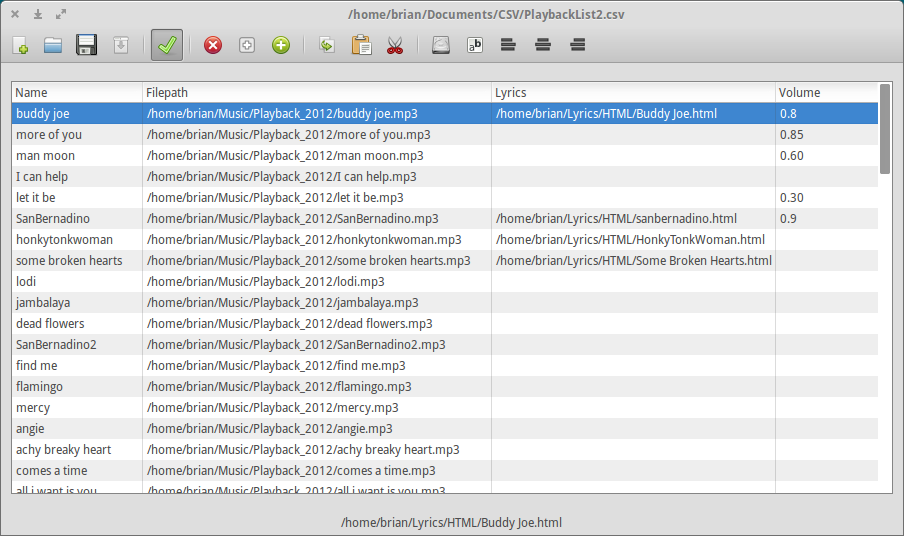 /home/brian/Documents/CSV/PlaybackList2.csv
ab
Name Filepath Lyrics Volume
buddy joe /home/brian/Music/Playback_2012/buddy joe.mp3 /home/brian/Lyrics/HTML/Buddy Joe.html 0.8
more of you /home/brian/Music/Playback_2012/more of you.mp3 0.85
man moon /home/brian/Music/Playback_2012/man moon.mp3 0.60
I can help /home/brian/Music/Playback_2012/I can help.mp3
let it be /home/brian/Music/Playback_2012/let it be.mp3 0.30
SanBernadino /home/brian/Music/Playback_2012/SanBernadino.mp3 /home/brian/Lyrics/HTML/sanbernadino.html 0.9
honkytonkwoman /home/brian/Music/Playback_2012/honkytonkwoman.mp3 /home/brian/Lyrics/HTML/HonkyTonkWoman.html
some broken hearts /home/brian/Music/Playback_2012/some broken hearts.mp3 /home/brian/Lyrics/HTML/Some Broken Hearts.html
lodi /home/brian/Music/Playback_2012/lodi.mp3
jambalaya /home/brian/Music/Playback_2012/jambalaya.mp3
dead flowers /home/brian/Music/Playback_2012/dead flowers.mp3
SanBernadino2 /home/brian/Music/Playback_2012/SanBernadino2.mp3
find me /home/brian/Music/Playback_2012/find me.mp3
flamingo /home/brian/Music/Playback_2012/flamingo.mp3
mercy /home/brian/Music/Playback_2012/mercy.mp3
angie /home/brian/Music/Playback_2012/angie.mp3
achy breaky heart /home/brian/Music/Playback_2012/achy breaky heart.mp3
comes a time /home/brian/Music/Playback_2012/comes a time.mp3
all i want is you /home/brian/Music/Playback_2012/all i want is you.mp3
/home/brian/Lyrics/HTML/Buddy Joe.html